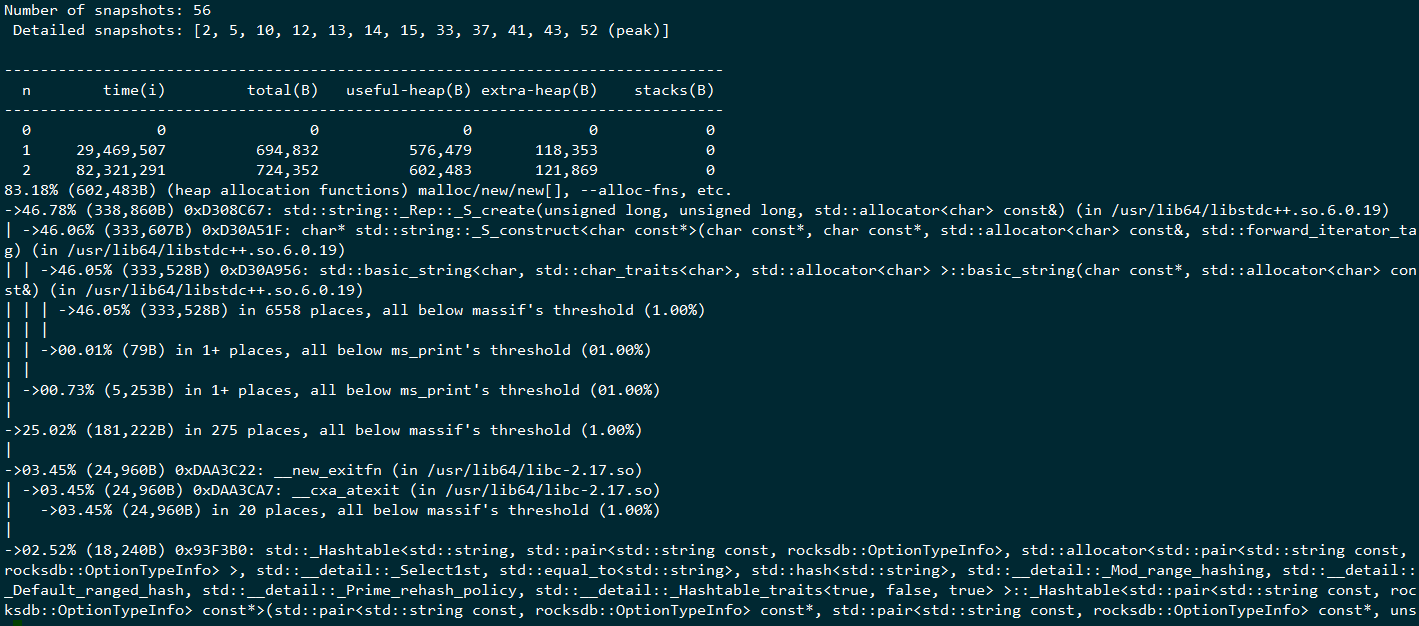 Number of snapshots: 56
 Detailed snapshots: [2, 5, 10, 12, 13, 14, 15, 33, 37, 41, 43, 52 (peak)]
--------------------------------------------------------------------------------
  n        time(i)         total(B)   useful-heap(B) extra-heap(B)    stacks(B)
--------------------------------------------------------------------------------
  0              0                0                0             0            0
  1     29,469,507          694,832          576,479       118,353            0
  2     82,321,291          724,352          602,483       121,869            0
83.18% (602,483B) (heap allocation functions) malloc/new/new[], --alloc-fns, etc.
->46.78% (338,860B) 0xD308C67: std::string::_Rep::_S_create(unsigned long, unsigned long, std::allocator<char> const&) (in /usr/lib64/libstdc++.so.6.0.19)
| ->46.06% (333,607B) 0xD30A51F: char* std::string::_S_construct<char const*>(char const*, char const*, std::allocator<char> const&, std::forward_iterator_ta
g) (in /usr/lib64/libstdc++.so.6.0.19)
| | ->46.05% (333,528B) 0xD30A956: std::basic_string<char, std::char_traits<char>, std::allocator<char> >::basic_string(char const*, std::allocator<char> con
st&) (in /usr/lib64/libstdc++.so.6.0.19)
| | | ->46.05% (333,528B) in 6558 places, all below massif's threshold (1.00%)
| | |
| | ->00.01% (79B) in 1+ places, all below ms_print's threshold (01.00%)
| |
| ->00.73% (5,253B) in 1+ places, all below ms_print's threshold (01.00%)
|
->25.02% (181,222B) in 275 places, all below massif's threshold (1.00%)
|
->03.45% (24,960B) 0xDAA3C22: __new_exitfn (in /usr/lib64/libc-2.17.so)
| ->03.45% (24,960B) 0xDAA3CA7: __cxa_atexit (in /usr/lib64/libc-2.17.so)
|   ->03.45% (24,960B) in 20 places, all below massif's threshold (1.00%)
|
->02.52% (18,240B) 0x93F3B0: std::_Hashtable<std::string, std::pair<std::string const, rocksdb::OptionTypeInfo>, std::allocator<std::pair<std::string const,
rocksdb::OptionTypeInfo> >, std::__detail::_Select1st, std::equal_to<std::string>, std::hash<std::string>, std::__detail::_Mod_range_hashing, std::__detail::
_Default_ranged_hash, std::__detail::_Prime_rehash_policy, std::__detail::_Hashtable_traits<true, false, true> >::_Hashtable<std::pair<std::string const, roc
ksdb::OptionTypeInfo> const*>(std::pair<std::string const, rocksdb::OptionTypeInfo> const*, std::pair<std::string const, rocksdb::OptionTypeInfo> const*, uns